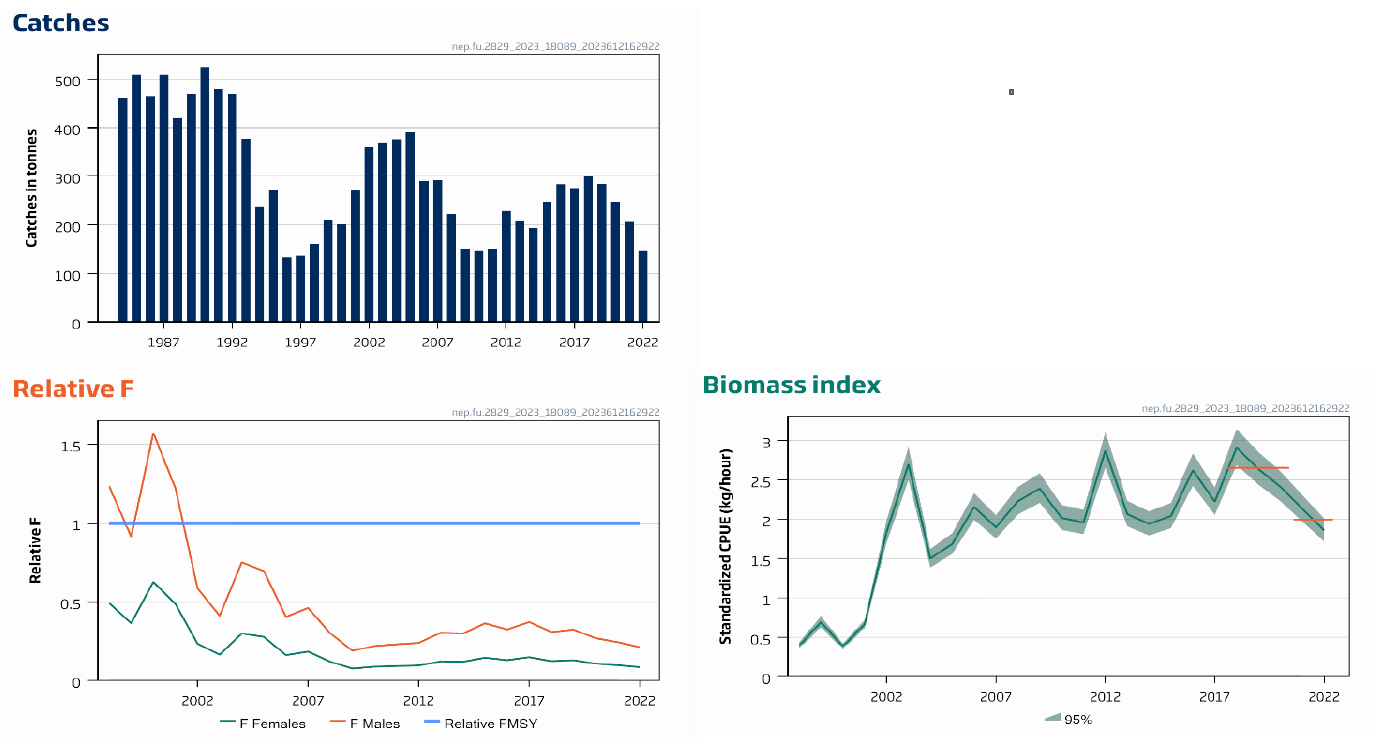 Catches
nep.fu.2829_2023_18089_2023612162922
Catches in tonnes
500
400
300
200
100
0
1987 1992 1997 2002 2007 2012 2017 2022
Relative F
nep.fu.2829_2023_18089_2023612162922
Relative F
1.5
1
0.5
0
2002 2007 2012 2017 2022
F Females F Males Relative FMSY
Biomass index
nep.fu.2829_2023_18089_2023612162922
Standardized CPUE (kg/hour)
3
2.5
2
1.5
1
0.5
0
2002 2007 2012 2017 2022
95%